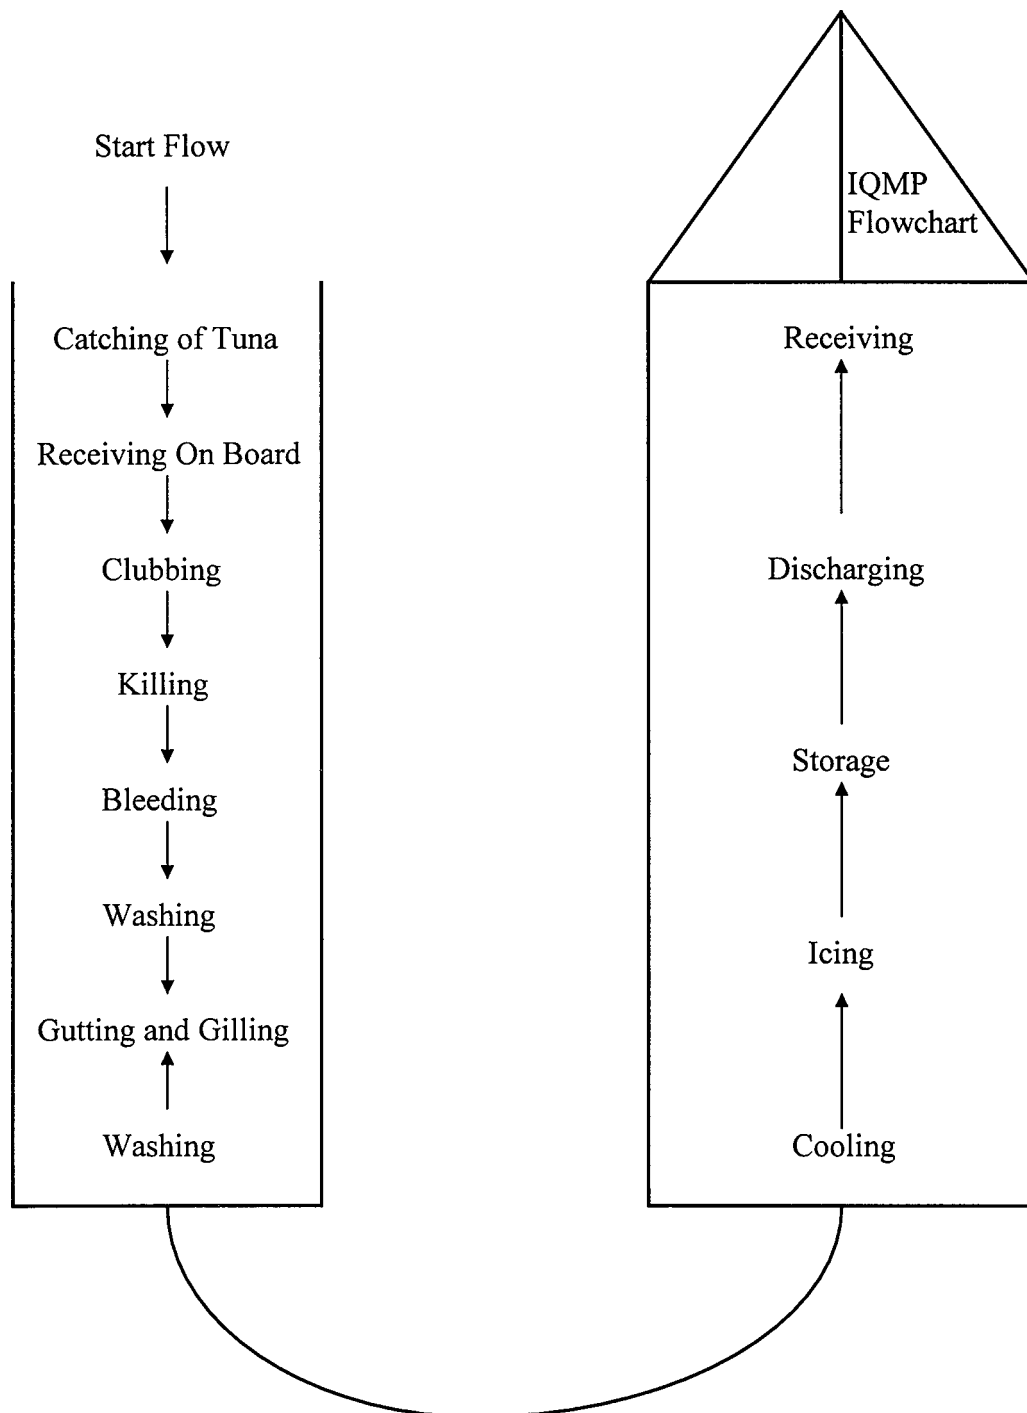 Start Flow
Catching of Tuna
Receiving On Board
Clubbing
Killing
Bleeding
Washing
Gutting and Gilling
Washing
IQMP
Flowchart
Receiving
Discharging
Storage
Icing
Cooling